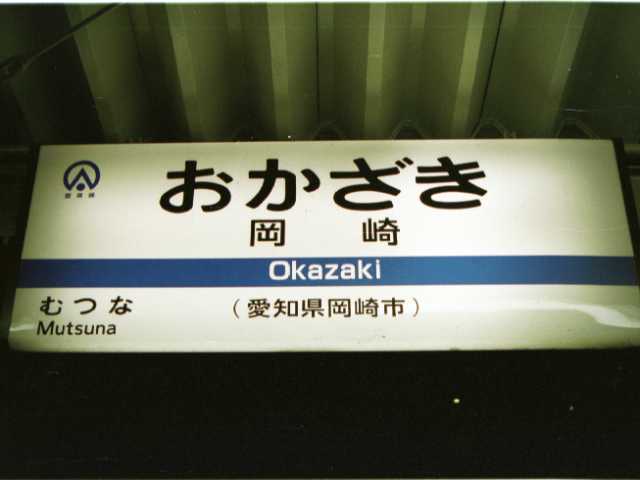 おかざき
岡崎
Okazaki
むつな
Mutsuna
(愛知県岡崎市)